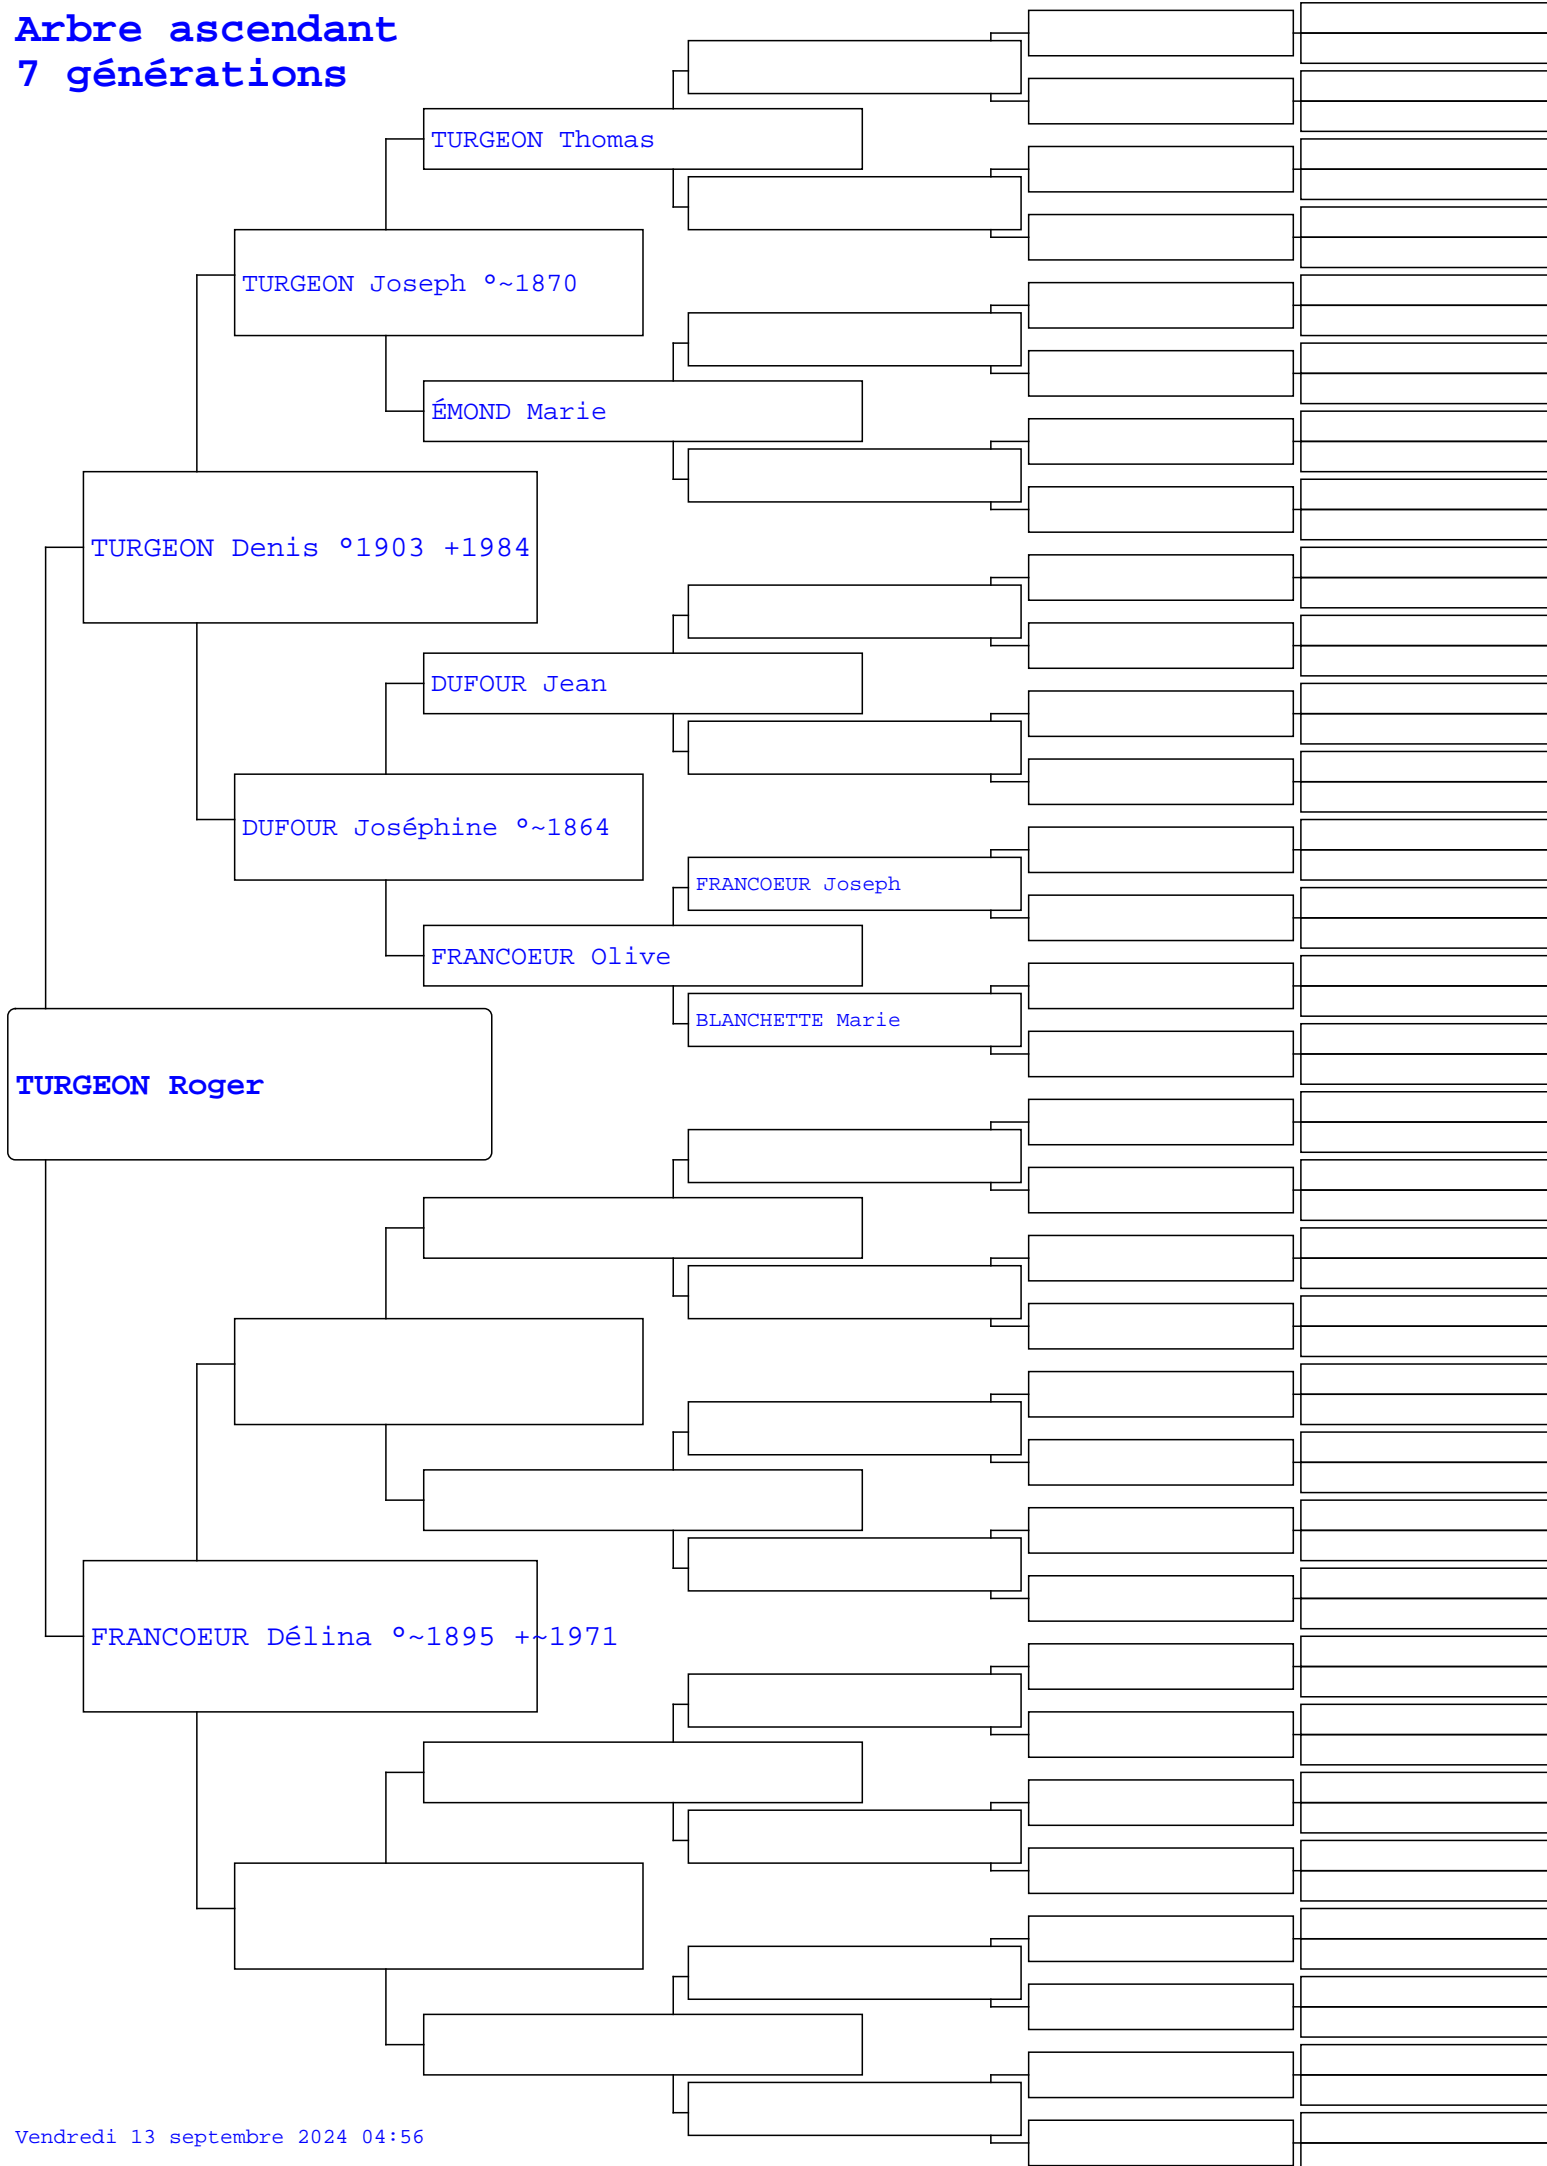 Arbre ascendant
7 générations
TURGEON Thomas
TURGEON Joseph º~1870
ÉMOND Marie
TURGEON Denis º1903 +1984
DUFOUR Jean
DUFOUR Joséphine º~1864
FRANCOEUR Joseph
FRANCOEUR Olive
BLANCHETTE Marie
TURGEON Roger
FRANCOEUR Délina º~1895 +~1971
Vendredi 13 septembre 2024 04:56